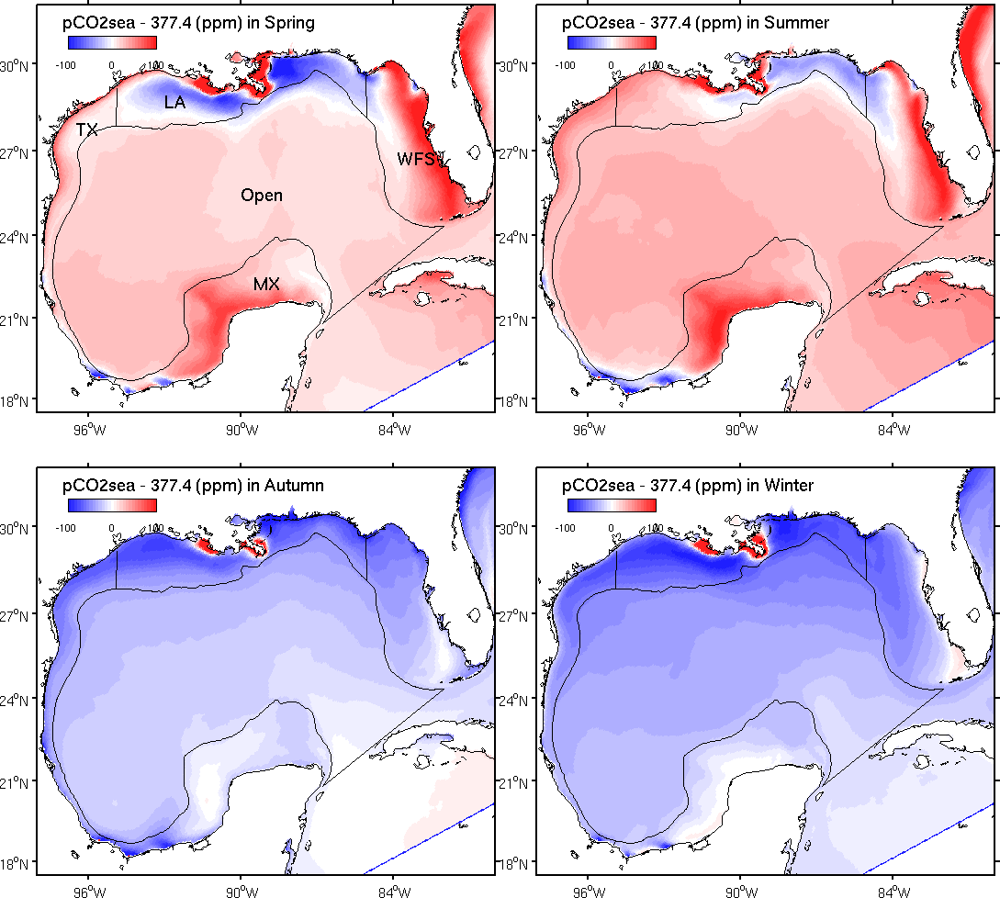 pCO2sea - 377.4 (ppm) in Spring
-100 0 100
30°N
27°N
24°N
21°N
18°N
LA
TX
WFS
Open
MX
96°W 90°W 84°W
pCO2sea - 377.4 (ppm) in Summer
-100 0 100
30°N
27°N
24°N
21°N
18°N
96°W 90°W 84°W
pCO2sea - 377.4 (ppm) in Autumn
-100 0 100
30°N
27°N
24°N
21°N
18°N
96°W 90°W 84°W
pCO2sea - 377.4 (ppm) in Winter
-100 0 100
30°N
27°N
24°N
21°N
18°N
96°W 90°W 84°W